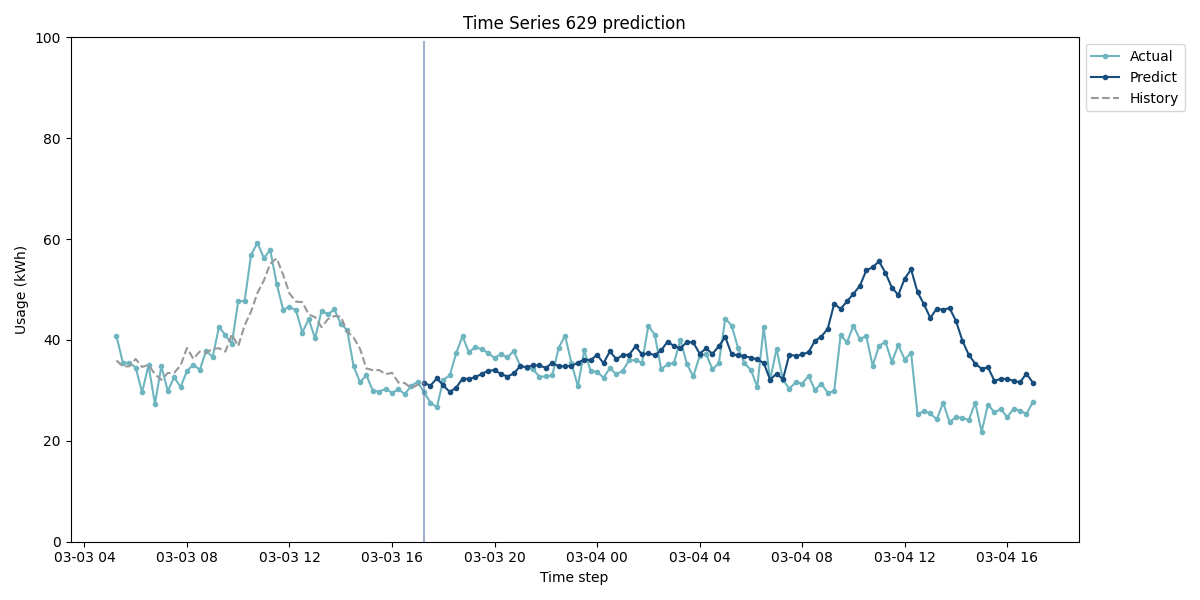 Time Series 629 prediction
Usage (kWh)
100
80
60
40
20
0
03-03 04
03-03 08
03-03 12
03-03 16
03-03 20
03-04 00
03-04 04
03-04 08
03-04 12
03-04 16
Time step
Actual
Predict
History